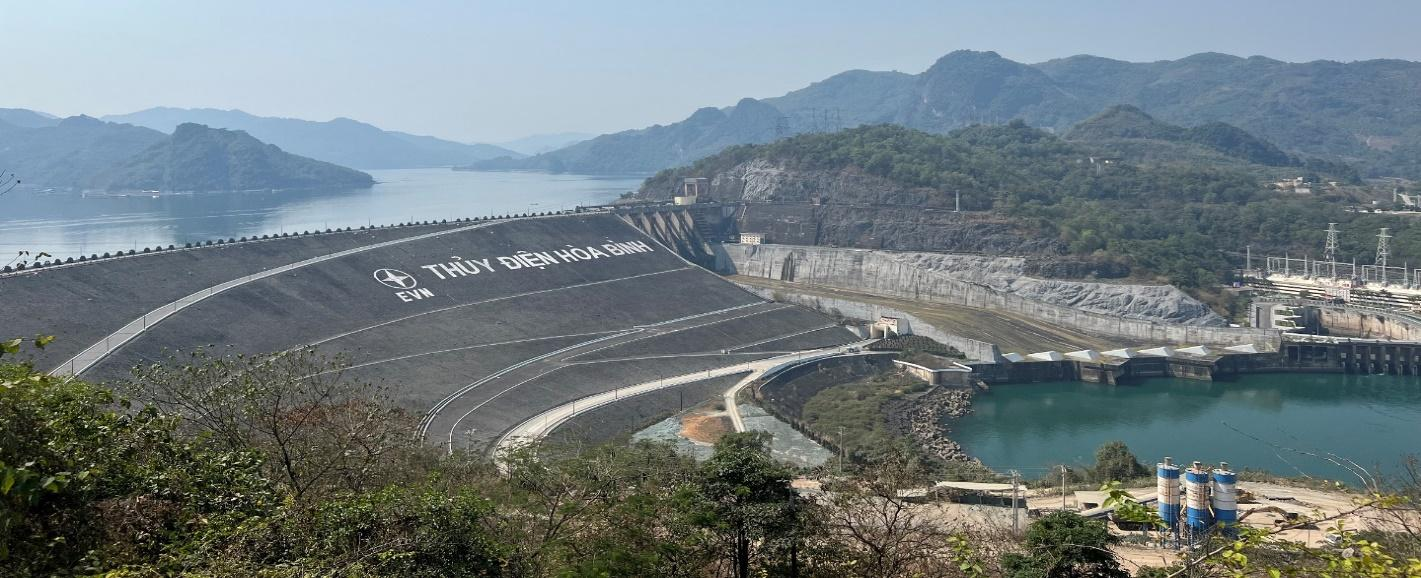 THỦY ĐIỆN HÒA BÌNH
EVN